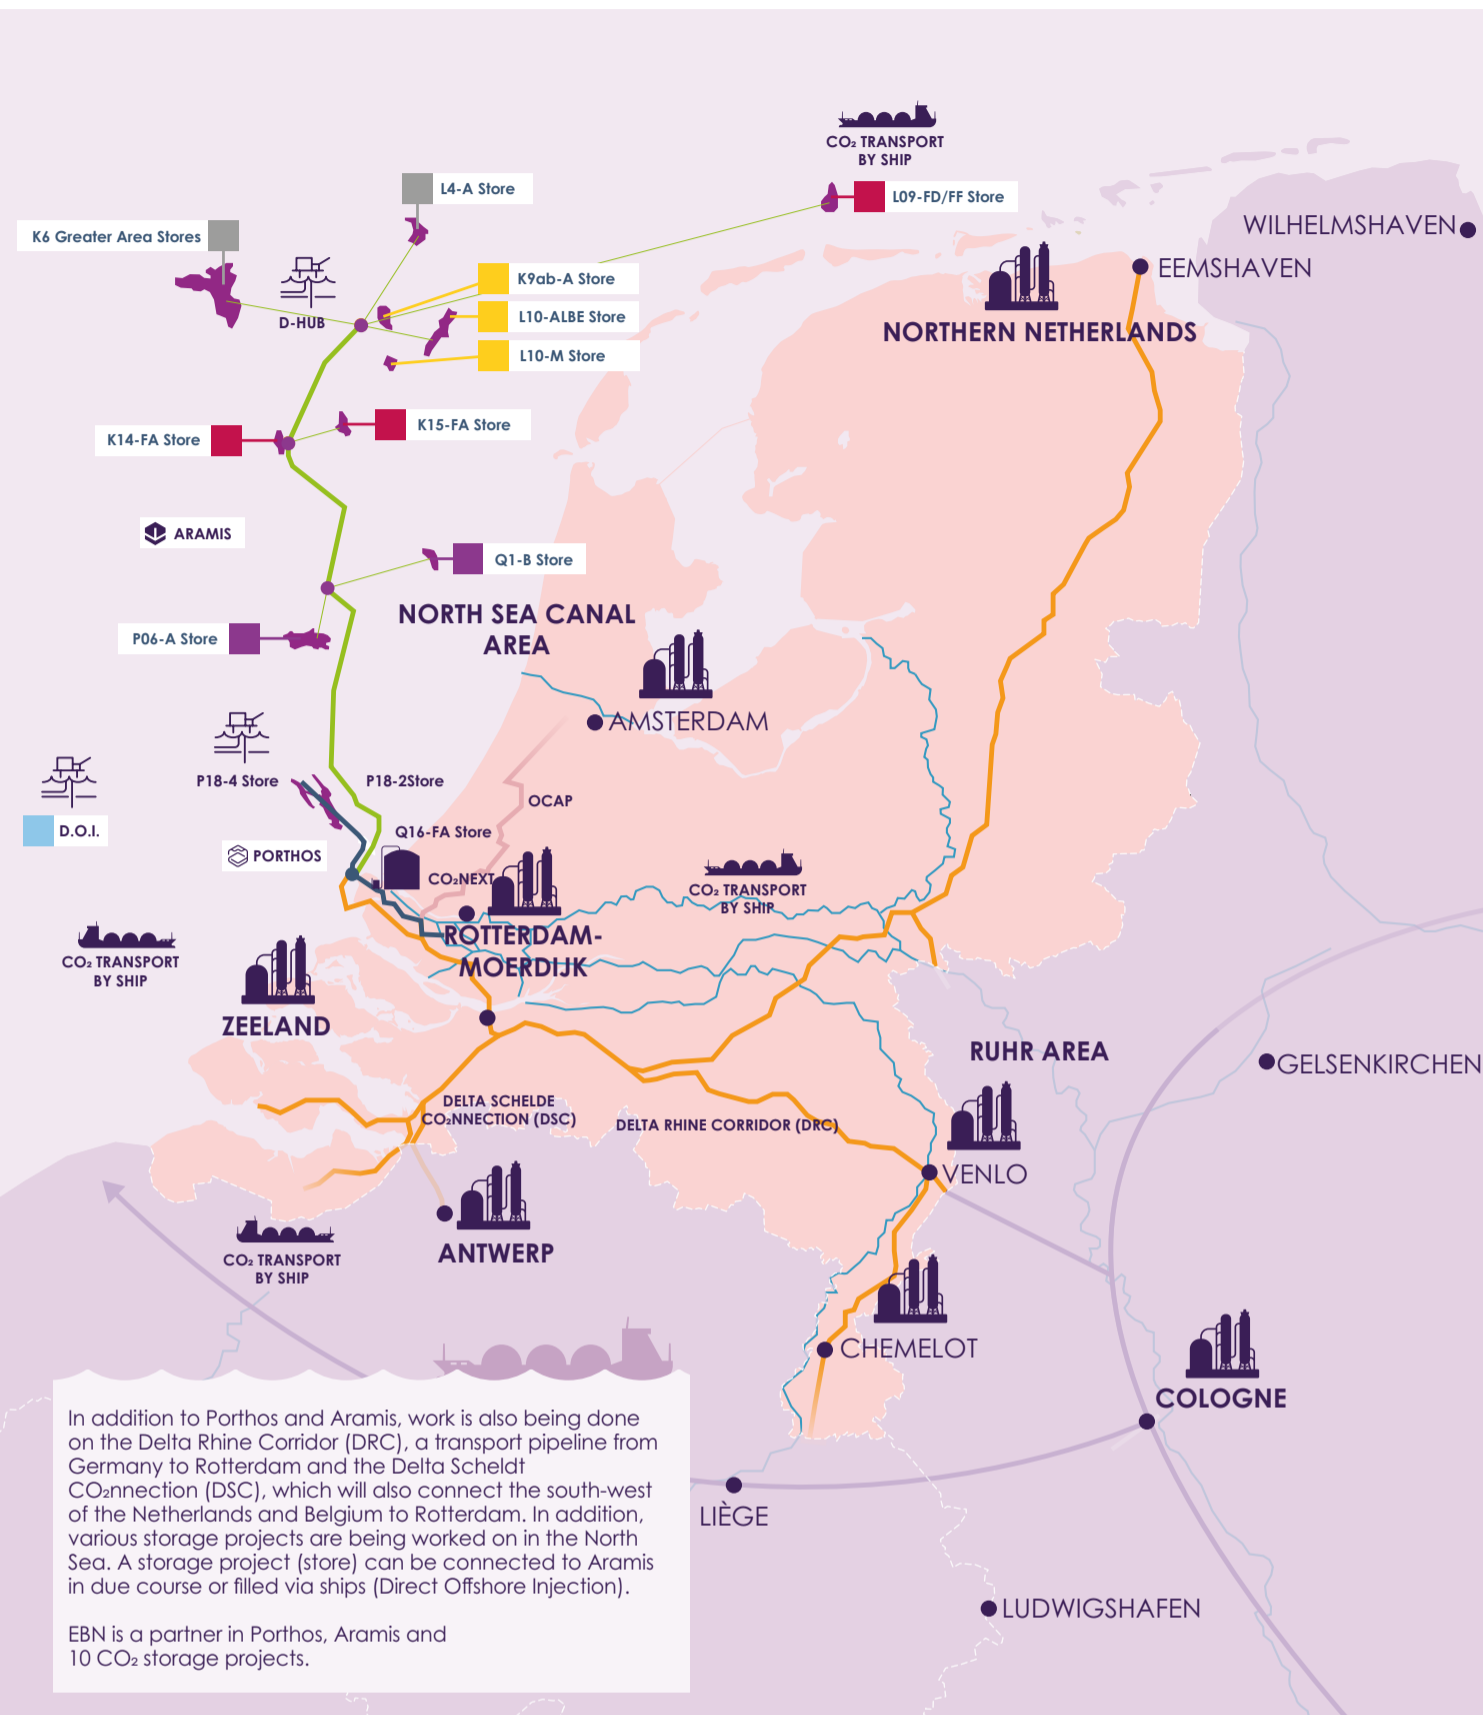 CO₂ TRANSPORT
BY SHIP
L4-A Store
L09-FD/FF Store
K6 Greater Area Stores
WILHELMSHAVEN
EEMSHAVEN
K9ab-A Store
L10-ALBE Store
D-HUB
NORTHERN NETHERLANDS
L10-M Store
K14-FA Store
K15-FA Store
ARAMIS
Q1-B Store
NORTH SEA CANAL
AREA
P06-A Store
AMSTERDAM
P18-4 Store
P18-2Store
OCAP
D.O.I.
Q16-FA Store
PORTHOS
CO₂NEXT
CO₂ TRANSPORT
BY SHIP
ROTTERDAM-
MOERDIJK
CO₂ TRANSPORT
BY SHIP
ZEELAND
RUHR AREA
GELSENKIRCHEN
DELTA SCHELDE
CO₂NNECTION (DSC)
DELTA RHINE CORRIDOR (DRC)
VENLO
ANTWERP
CO₂ TRANSPORT
BY SHIP
CHEMELOT
COLOGNE
In addition to Porthos and Aramis, work is also being done
on the Delta Rhine Corridor (DRC), a transport pipeline from
Germany to Rotterdam and the Delta Scheldt
CO₂nnection (DSC), which will also connect the south-west
of the Netherlands and Belgium to Rotterdam. In addition,
various storage projects are being worked on in the North
Sea. A storage project (store) can be connected to Aramis
in due course or filled via ships (Direct Offshore Injection).
EBN is a partner in Porthos, Aramis and
10 CO₂ storage projects.
LIÈGE
LUDWIGSHAFEN